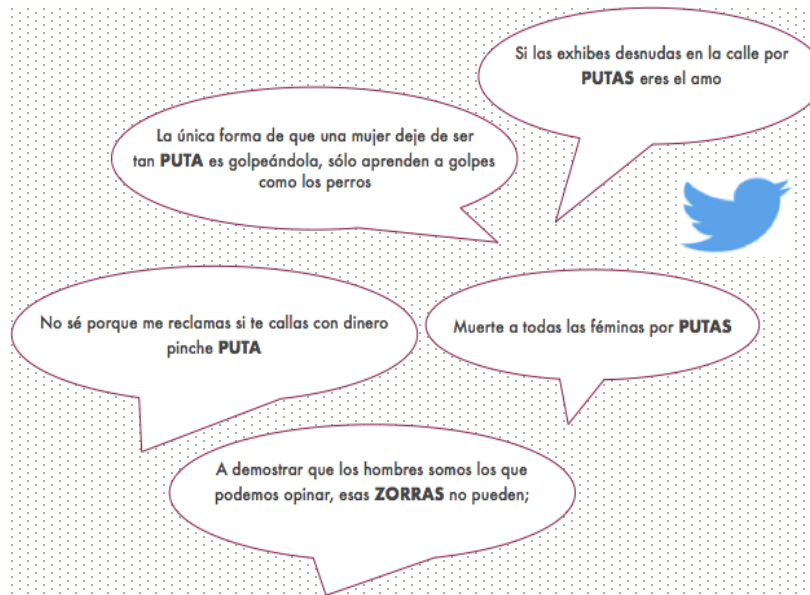 Si las exhibes desnudas en la calle por
PUTAS eres el amo
La única forma de que una mujer deje de ser
tan PUTA es golpeándola, sólo aprenden a golpes
como los perros
No sé porque me reclamas si te callas con dinero
pinche PUTA
Muerte a todas las féminas por PUTAS
A demostrar que los hombres somos los que
podemos opinar, esas ZORRAS no pueden;